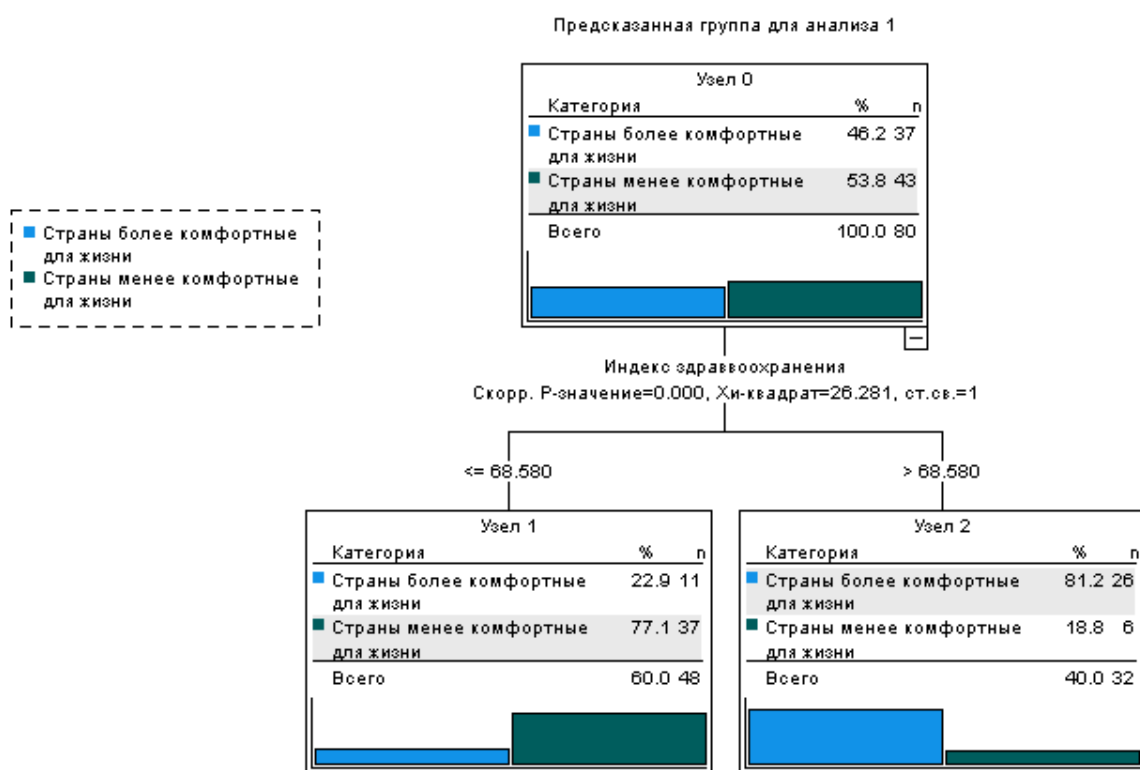 Предсказанная группа для анализа 1
Узел 0
Категория % n
Страны более комфортные 46.2 37
для жизни
Страны менее комфортные 53.8 43
для жизни
Всего 100.0 80
Страны более комфортные
для жизни
Страны менее комфортные
для жизни
Индекс здраввоохранения
Скорр. P-значение=0.000, Хи-квадрат=26.281, ст.св.=1
<= 68.580
> 68.580
Узел 1
Категория % n
Страны более комфортные 22.9 11
для жизни
Страны менее комфортные 77.1 37
для жизни
Всего 60.0 48
Узел 2
Категория % n
Страны более комфортные 81.2 26
для жизни
Страны менее комфортные 18.8 6
для жизни
Всего 40.0 32